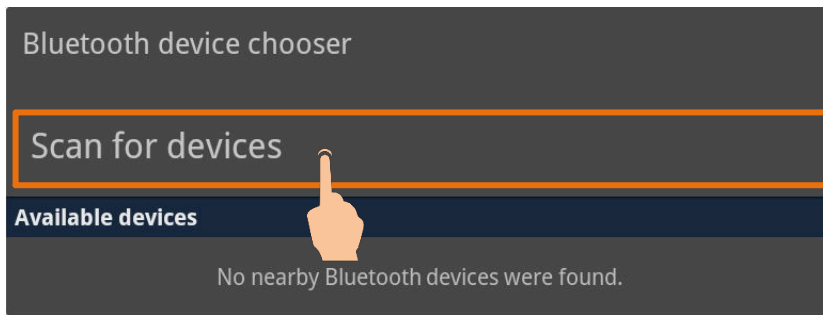 Bluetooth device chooser
Scan for devices
Available devices
No nearby Bluetooth devices were found.